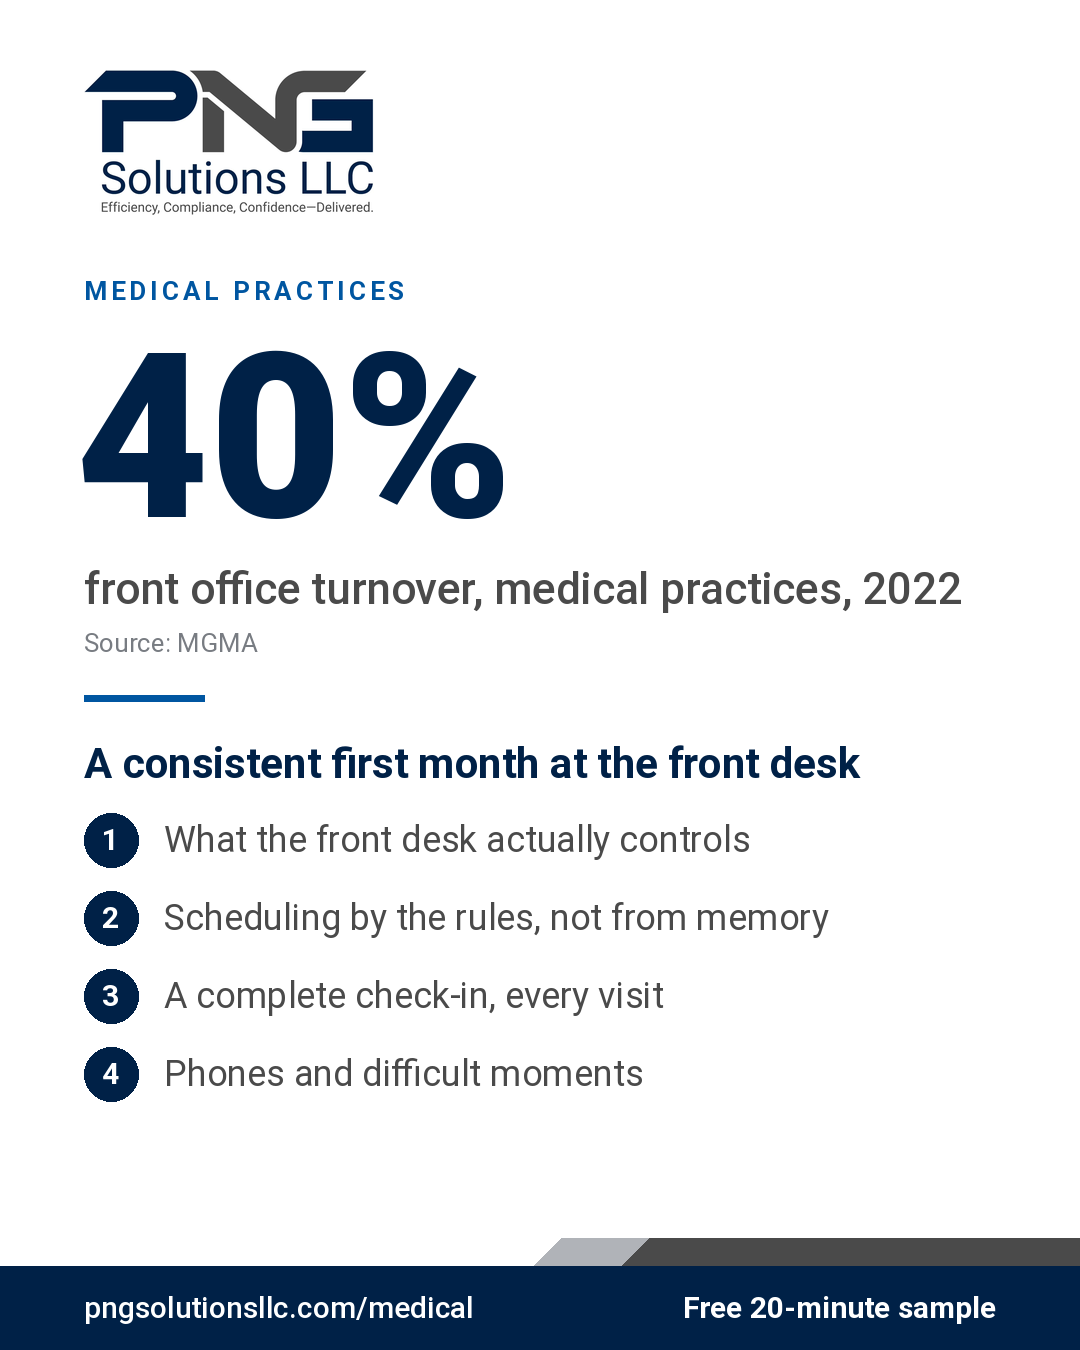 PNG
Solutions LLC
Efficiency, Compliance, Confidence—Delivered.
MEDICAL PRACTICES
40%
front office turnover, medical practices, 2022
Source: MGMA
A consistent first month at the front desk
1 What the front desk actually controls
2 Scheduling by the rules, not from memory
3 A complete check-in, every visit
4 Phones and difficult moments
pngsolutionsllc.com/medical
Free 20-minute sample